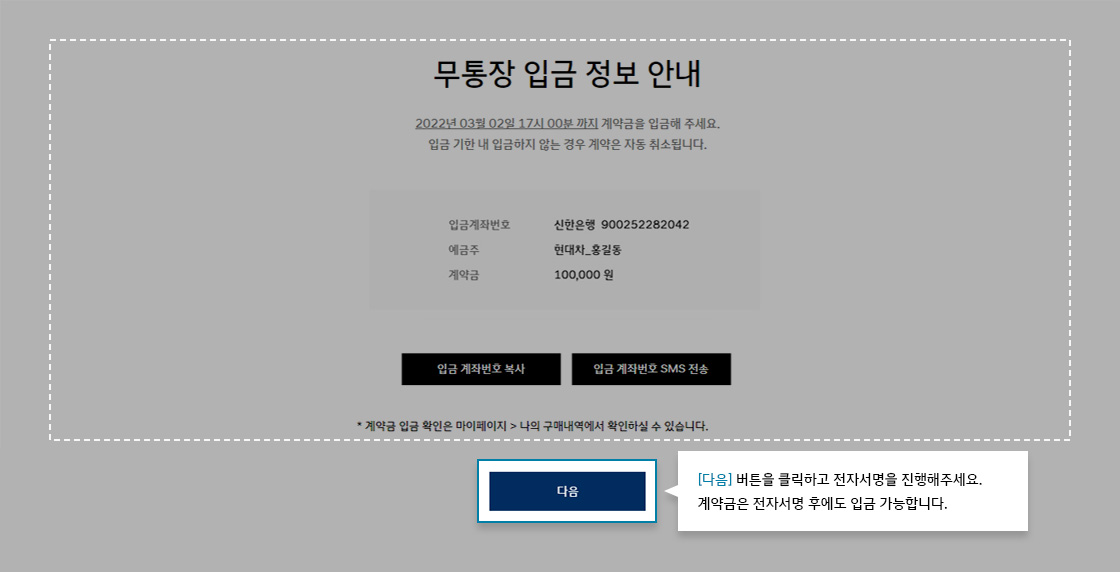 무통장 입금 정보 안내
2022년 03월 02일 17시 00분 까지 계약금을 입금해 주세요.
입금 기한 내 입금하지 않는 경우 계약은 자동 취소됩니다.
입금계좌번호 신한은행 900252282042
예금주 현대차_홍길동
계약금 100,000 원
입금 계좌번호 복사 입금 계좌번호 SMS 전송
* 계약금 입금 확인은 마이페이지 > 나의 구매내역에서 확인하실 수 있습니다.
다음
[다음] 버튼을 클릭하고 전자서명을 진행해주세요.
계약금은 전자서명 후에도 입금 가능합니다.